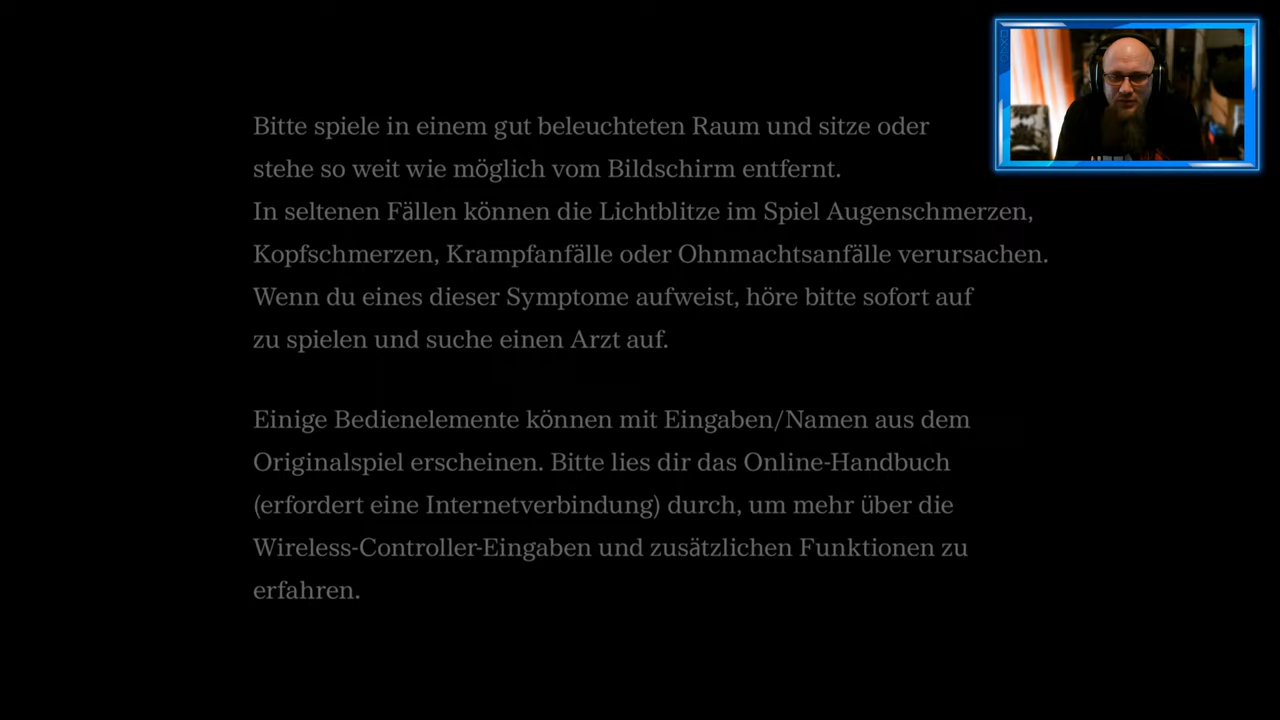 Bitte spiele in einem gut beleuchteten Raum und sitze oder
stehe so weit wie möglich vom Bildschirm entfernt.
In seltenen Fällen können die Lichtblitze im Spiel Augenschmerzen,
Kopfschmerzen, Krampfanfälle oder Ohnmachtsanfälle verursachen.
Wenn du eines dieser Symptome aufweist, höre bitte sofort auf
zu spielen und suche einen Arzt auf.
Einige Bedienelemente können mit Eingaben/Namen aus dem
Originalspiel erscheinen. Bitte lies dir das Online-Handbuch
(erfordert eine Internetverbindung) durch, um mehr über die
Wireless-Controller-Eingaben und zusätzlichen Funktionen zu
erfahren.